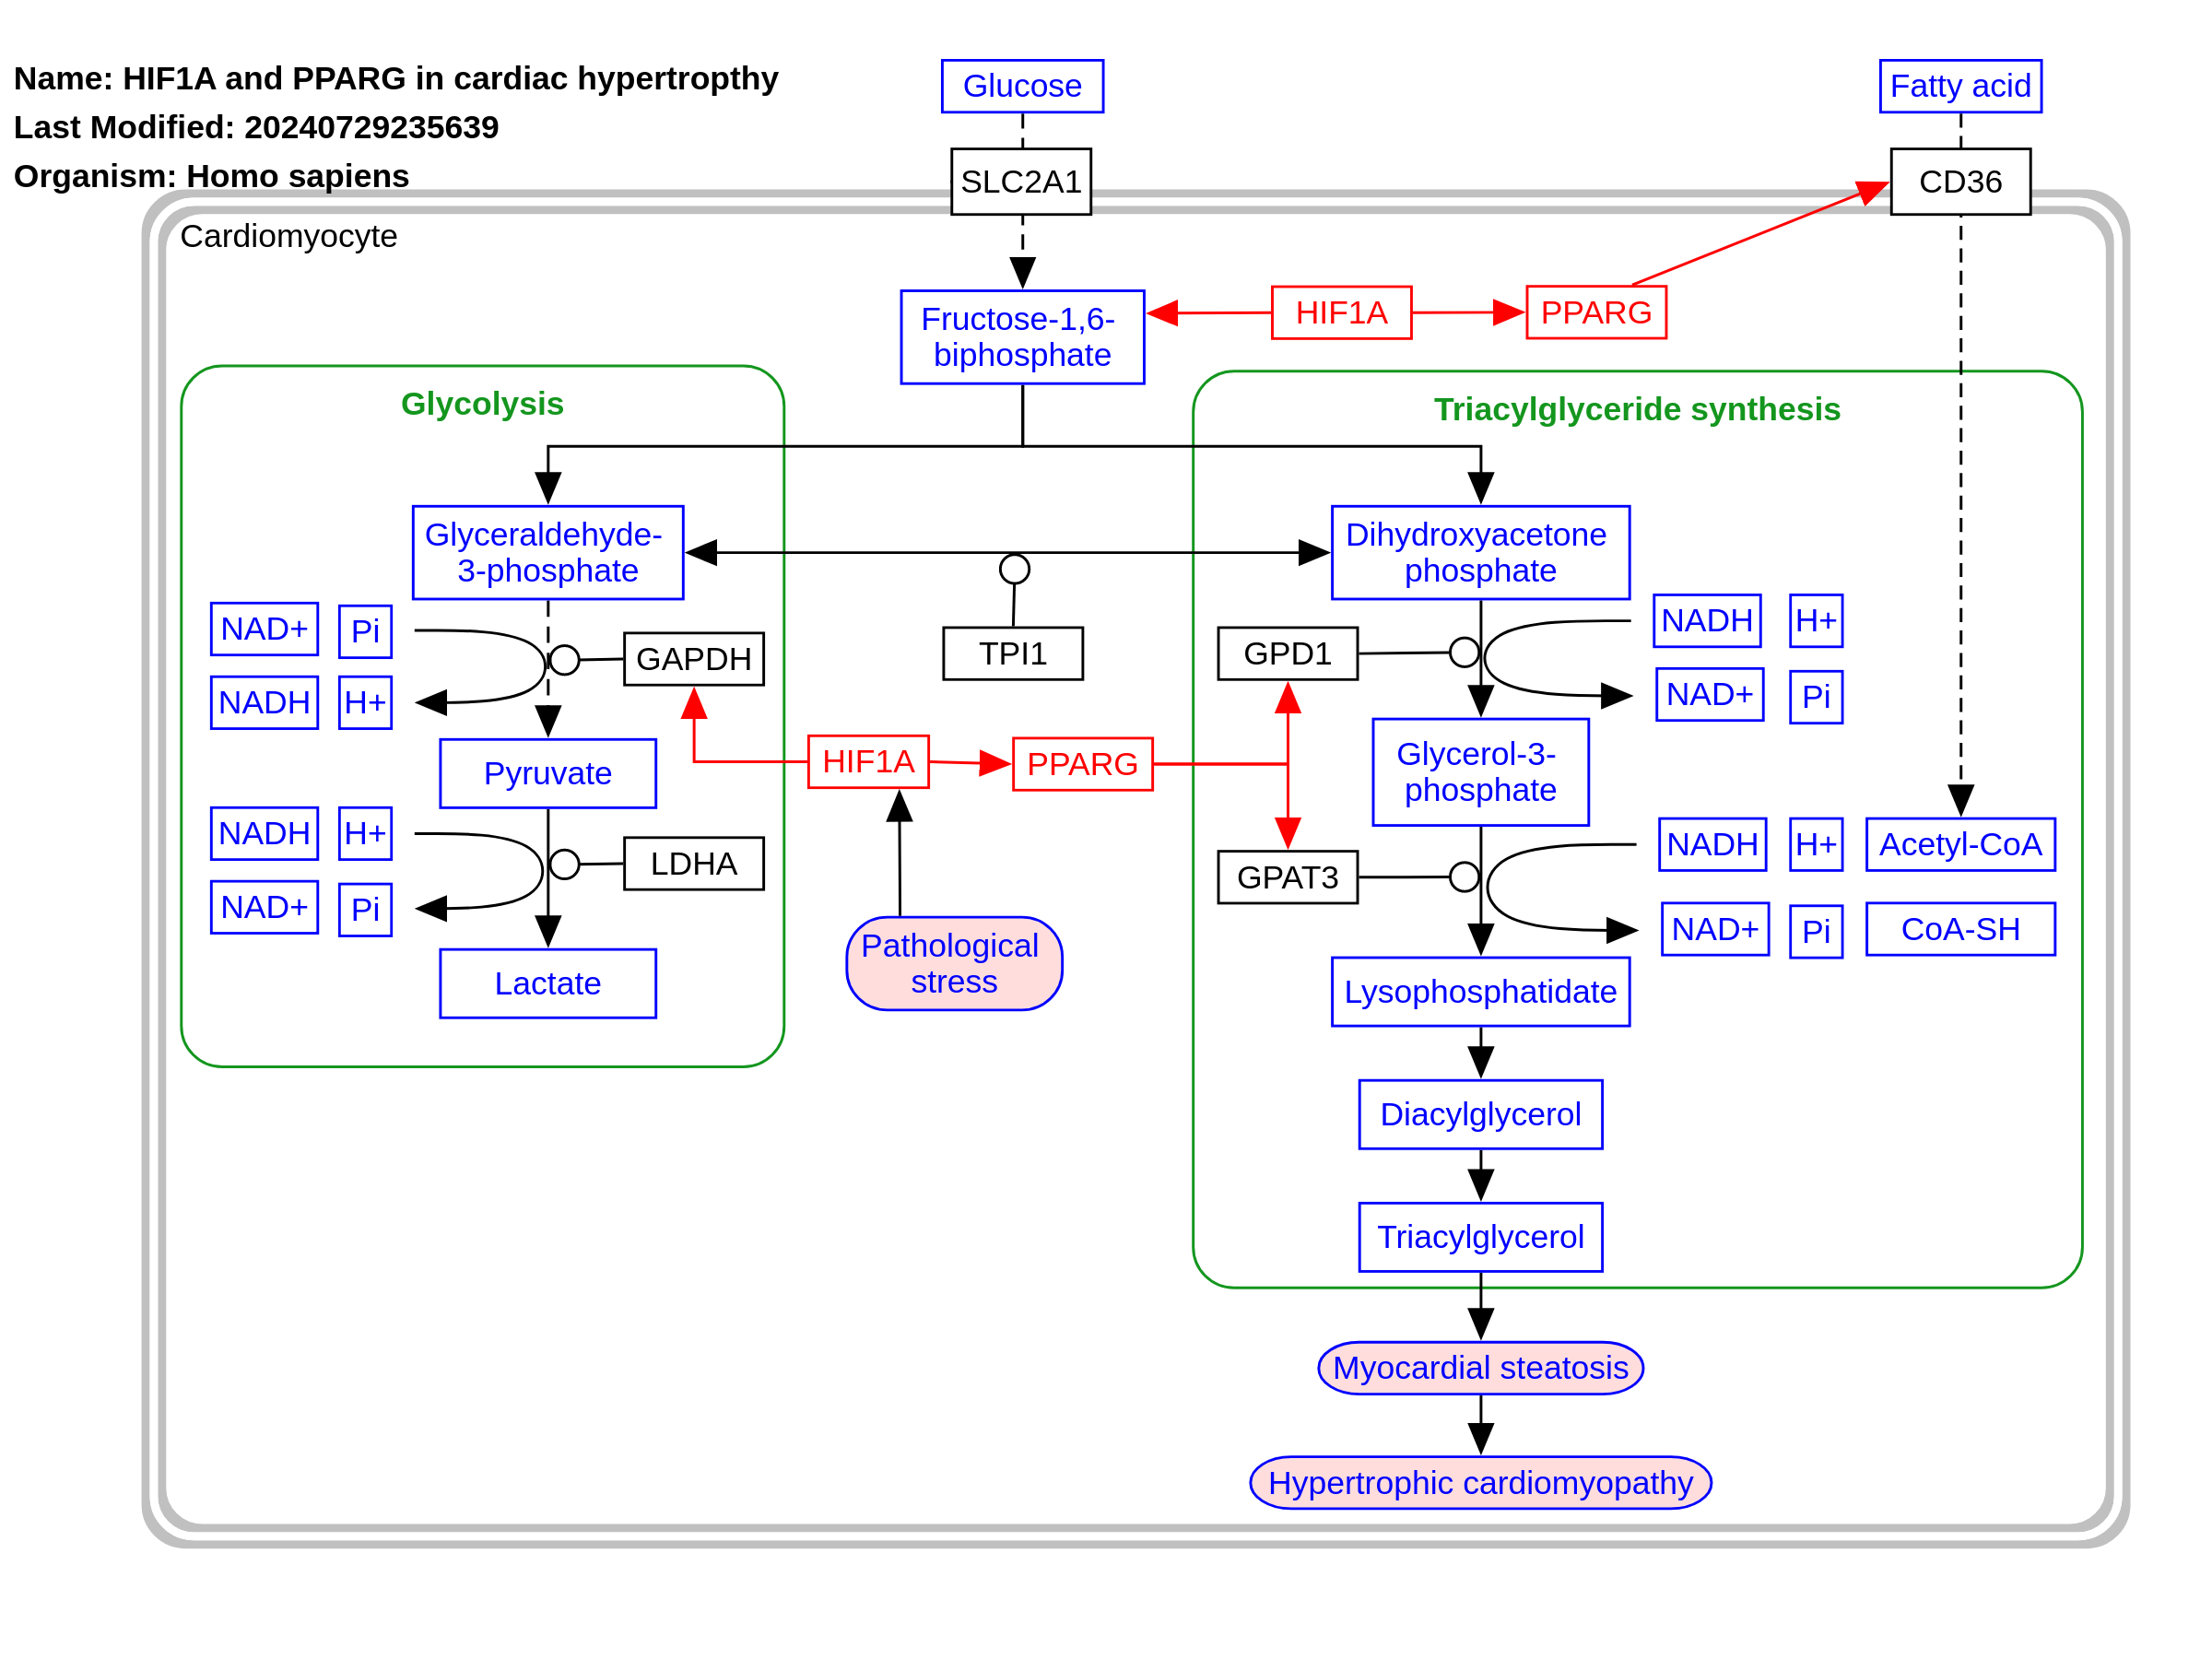 Name: HIF1A and PPARG in cardiac hypertropthy
Last Modified: 20240729235639
Organism: Homo sapiens
Glucose
Fatty acid
SLC2A1
CD36
Cardiomyocyte
Fructose-1,6-
biphosphate
HIF1A
PPARG
Glycolysis
Triacylglyceride synthesis
Glyceraldehyde-
3-phosphate
Dihydroxyacetone
phosphate
NAD+
Pi
GAPDH
TPI1
GPD1
NADH
H+
NADH
H+
NAD+
Pi
Pyruvate
HIF1A
PPARG
Glycerol-3-
phosphate
NADH
H+
LDHA
GPAT3
NADH
H+
Acetyl-CoA
NAD+
Pi
NAD+
Pi
CoA-SH
Pathological
stress
Lactate
Lysophosphatidate
Diacylglycerol
Triacylglycerol
Myocardial steatosis
Hypertrophic cardiomyopathy